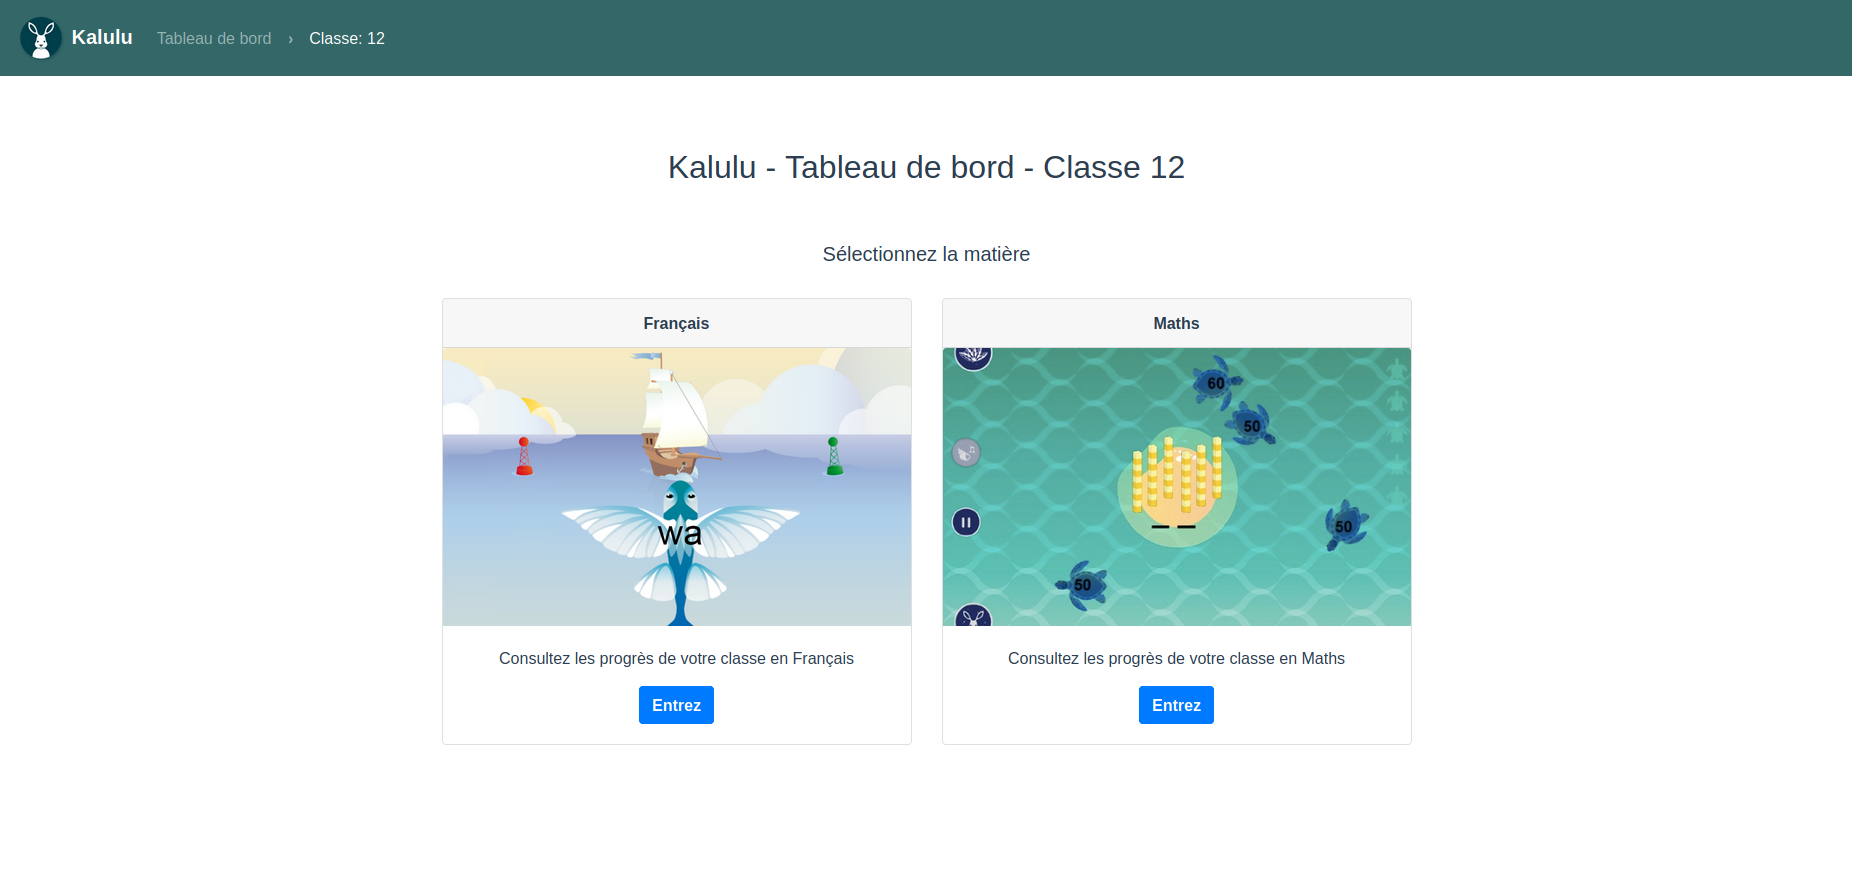 Kalulu Tableau de bord › Classe: 12
Kalulu - Tableau de bord - Classe 12
Sélectionnez la matière
Français
wa
Consultez les progrès de votre classe en Français
Entrez
Maths
60
50
50
50
Consultez les progrès de votre classe en Maths
Entrez